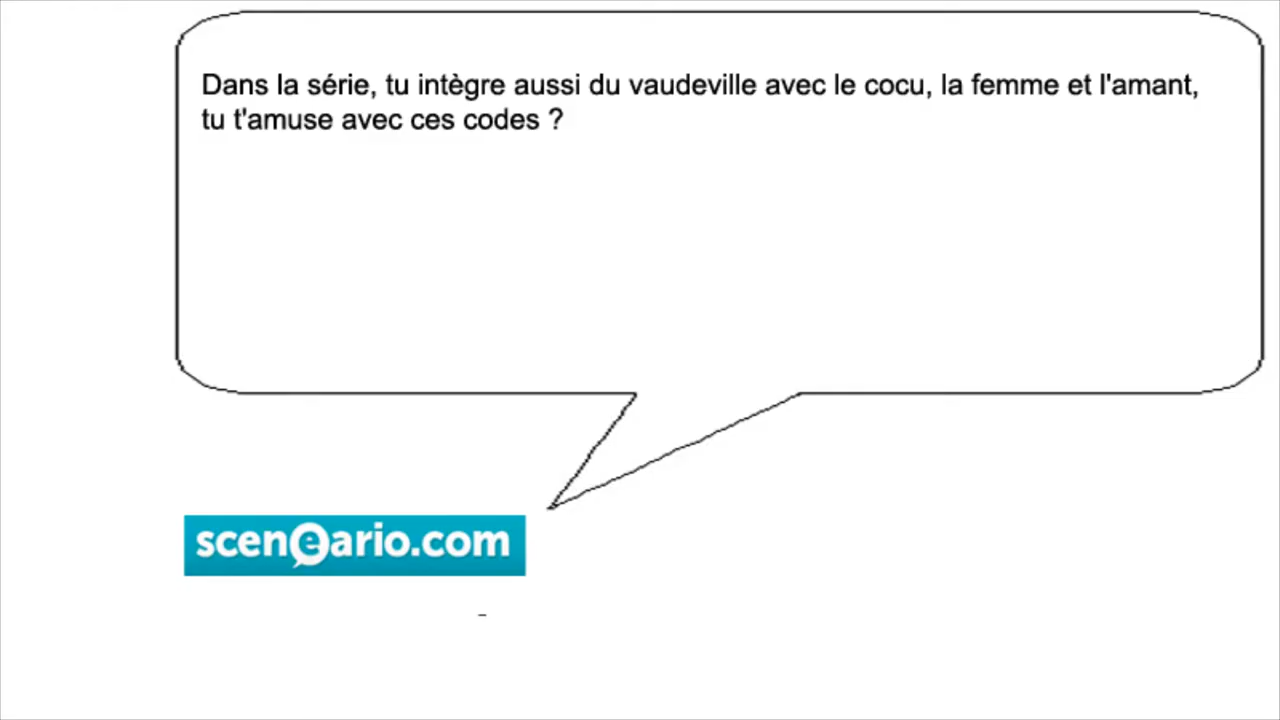 Dans la série, tu intègre aussi du vaudeville avec le cocu, la femme et l'amant,
tu t'amuse avec ces codes ?
sceneario.com
-